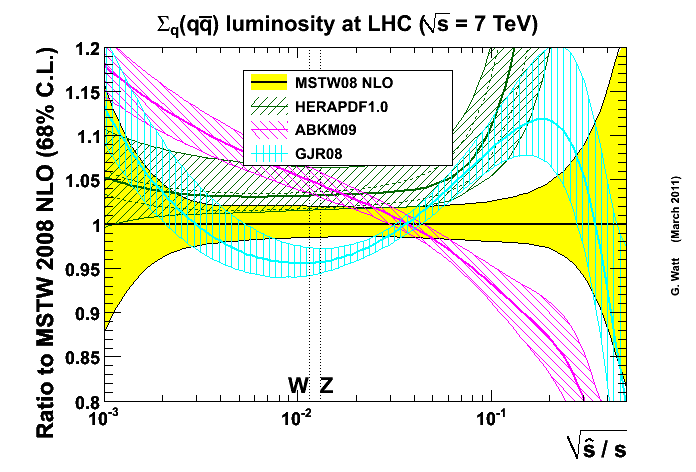 Σq(qq̅) luminosity at LHC (√s = 7 TeV)
Ratio to MSTW 2008 NLO (68% C.L.)
1.2
1.15
1.1
1.05
1
0.95
0.9
0.85
0.8
MSTW08 NLO
HERAPDF1.0
ABKM09
GJR08
W Z
10⁻³ 10⁻² 10⁻¹
√ŝ / s
G. Watt (March 2011)